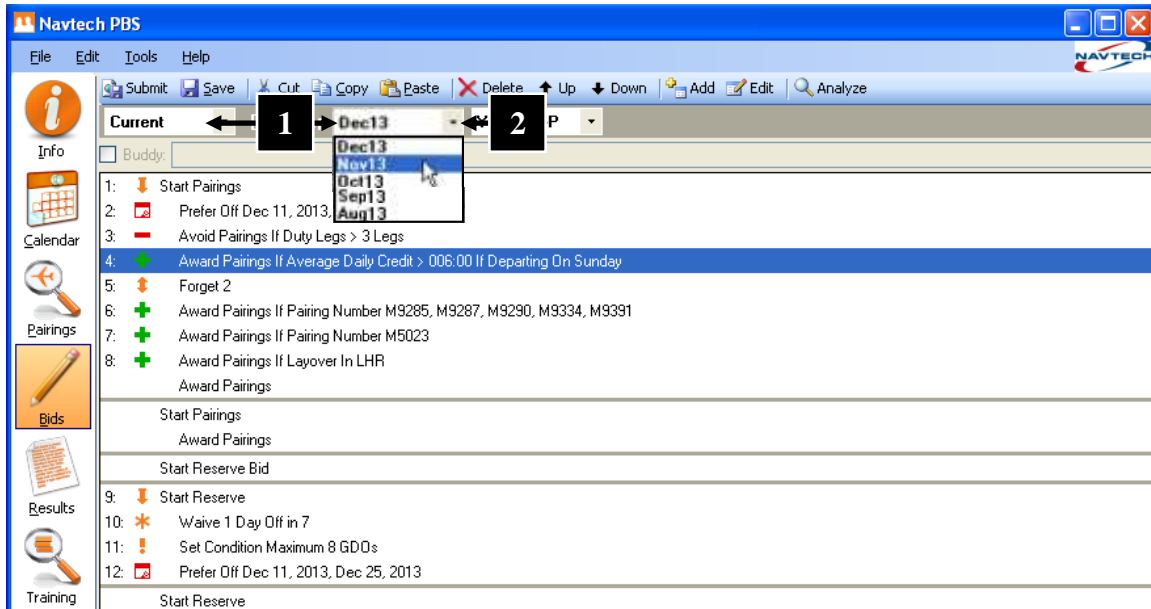 Navtech PBS
File Edit Tools Help
NAVTECH
Submit Save Cut Copy Paste Delete Up Down Add Edit Analyze
Current 1 Dec13 2 P
Buddy:
Dec13
Nov13
Oct13
Sep13
Aug13
Info
Calendar
Pairings
Bids
Results
Training
1: Start Pairings
2: Prefer Off Dec 11, 2013,
3: Avoid Pairings If Duty Legs > 3 Legs
4: Award Pairings If Average Daily Credit > 006:00 If Departing On Sunday
5: Forget 2
6: Award Pairings If Pairing Number M9285, M9287, M9290, M9334, M9391
7: Award Pairings If Pairing Number M5023
8: Award Pairings If Layover In LHR
Award Pairings
Start Pairings
Award Pairings
Start Reserve Bid
9: Start Reserve
10: Waive 1 Day Off in 7
11: Set Condition Maximum 8 GDOs
12: Prefer Off Dec 11, 2013, Dec 25, 2013
Start Reserve